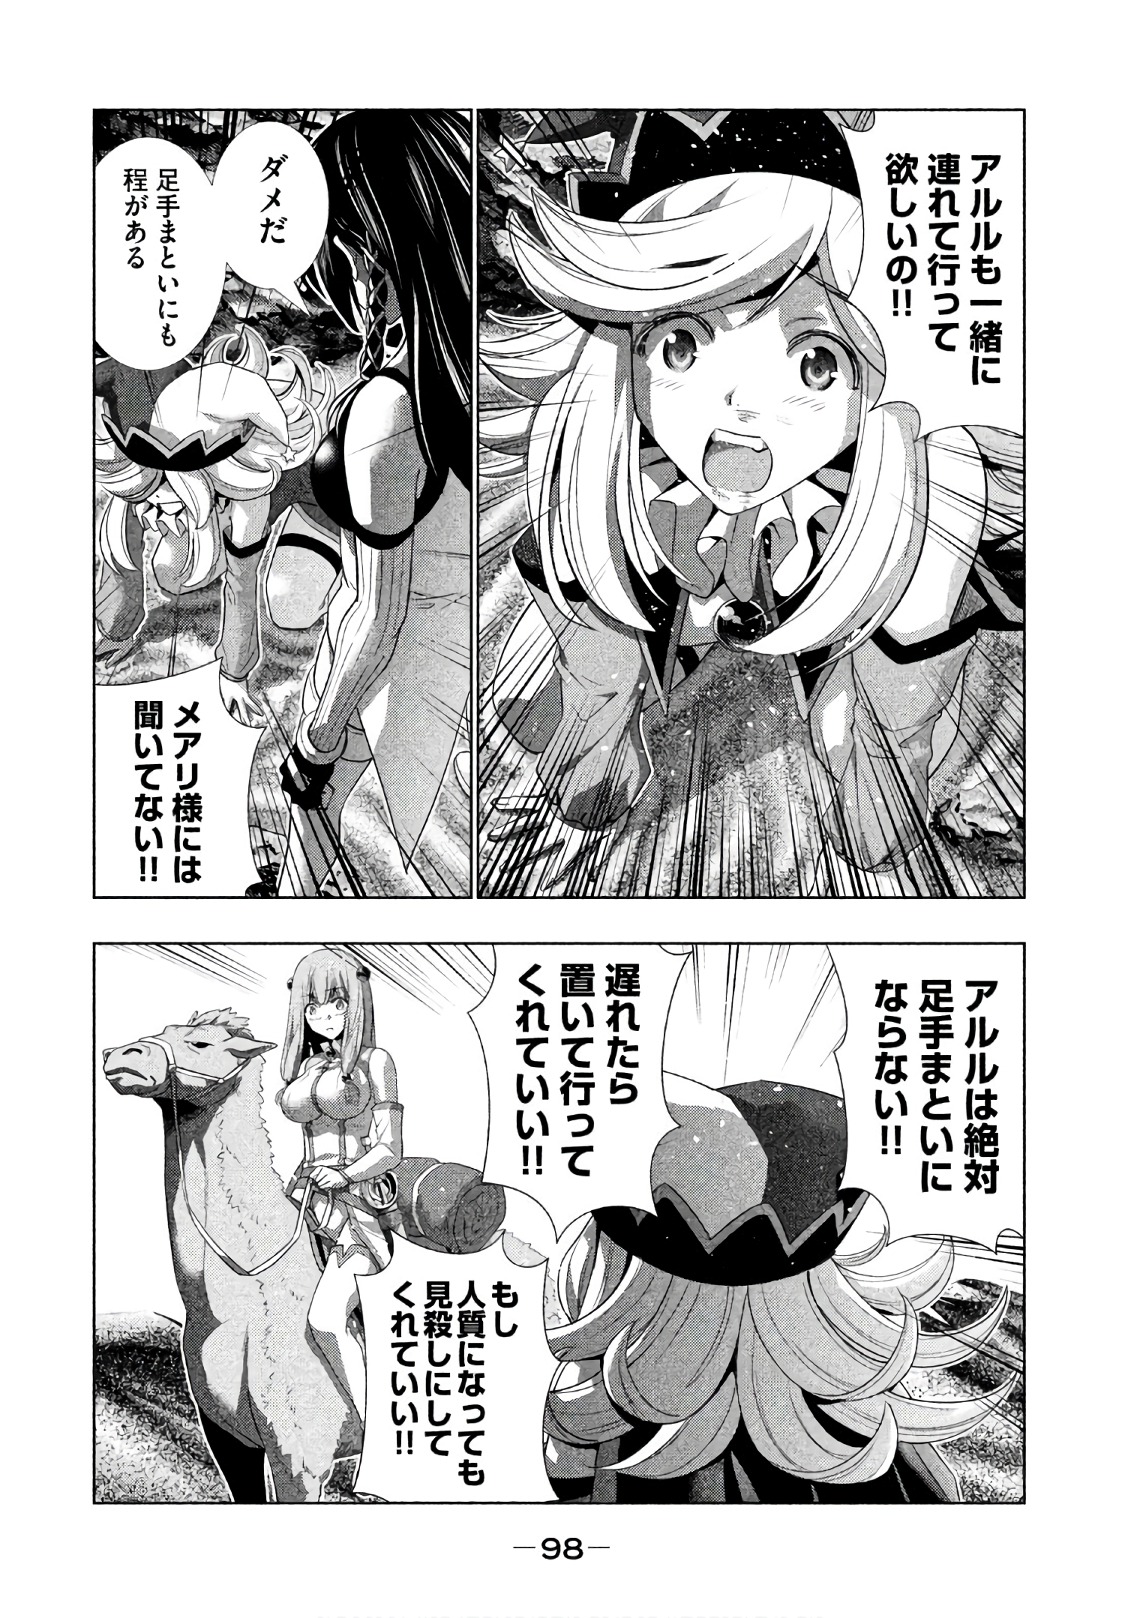 アルルも一緒に
連れて行って
欲しいの!!
ダメだ
足手まといにも
程がある
メアリ様には
聞いてない!!
アルルは絶対
足手まといに
ならない!!
遅れたら
置いて行って
くれていい!!
もし
人質になっても
見殺しにして
くれていい!!
—98—